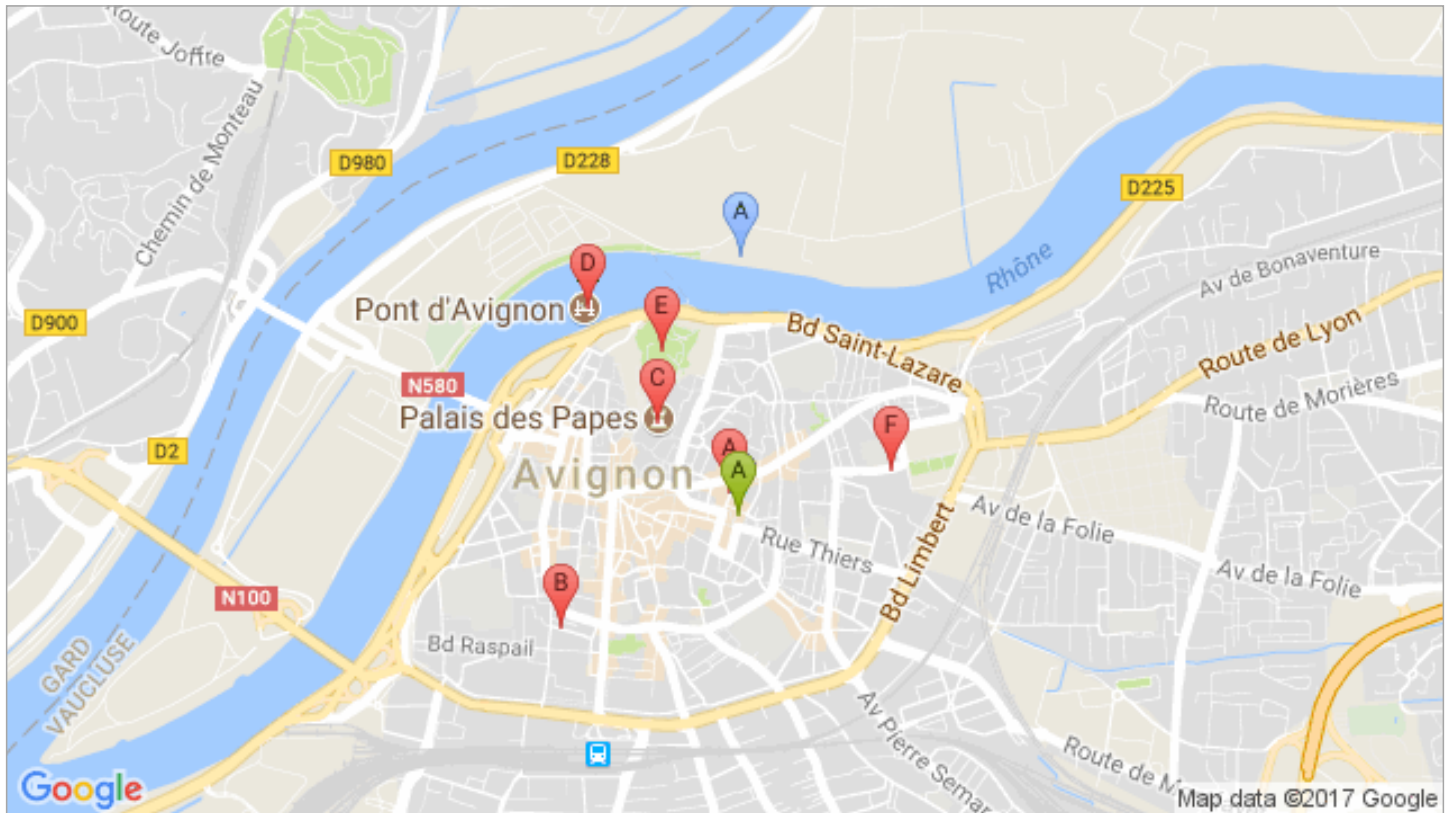 Route Joffre
Chemin de Monteau
D980
D228
D225
A
Av de Bonaventure
Rhône
D
Pont d'Avignon
E
D900
Bd Saint-Lazare
Route de Lyon
N580
C
Palais des Papes
Route de Morières
D2
A
F
A
Avignon
Av de la Folie
Rue Thiers
Bd Limbert
Av de la Folie
N100
B
Bd Raspail
GARD
VAUCLUSE
Av Pierre Semar
Route de M
Google
Map data ©2017 Google